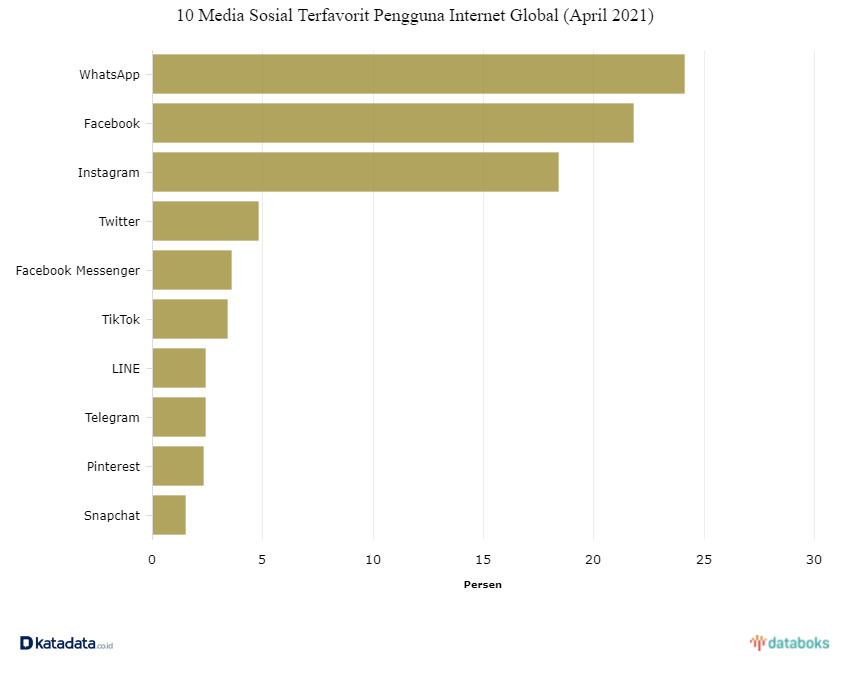 10 Media Sosial Terfavorit Pengguna Internet Global (April 2021)
WhatsApp
Facebook
Instagram
Twitter
Facebook Messenger
TikTok
LINE
Telegram
Pinterest
Snapchat
0 5 10 15 20 25 30
Persen
katadata.co.id
databoks